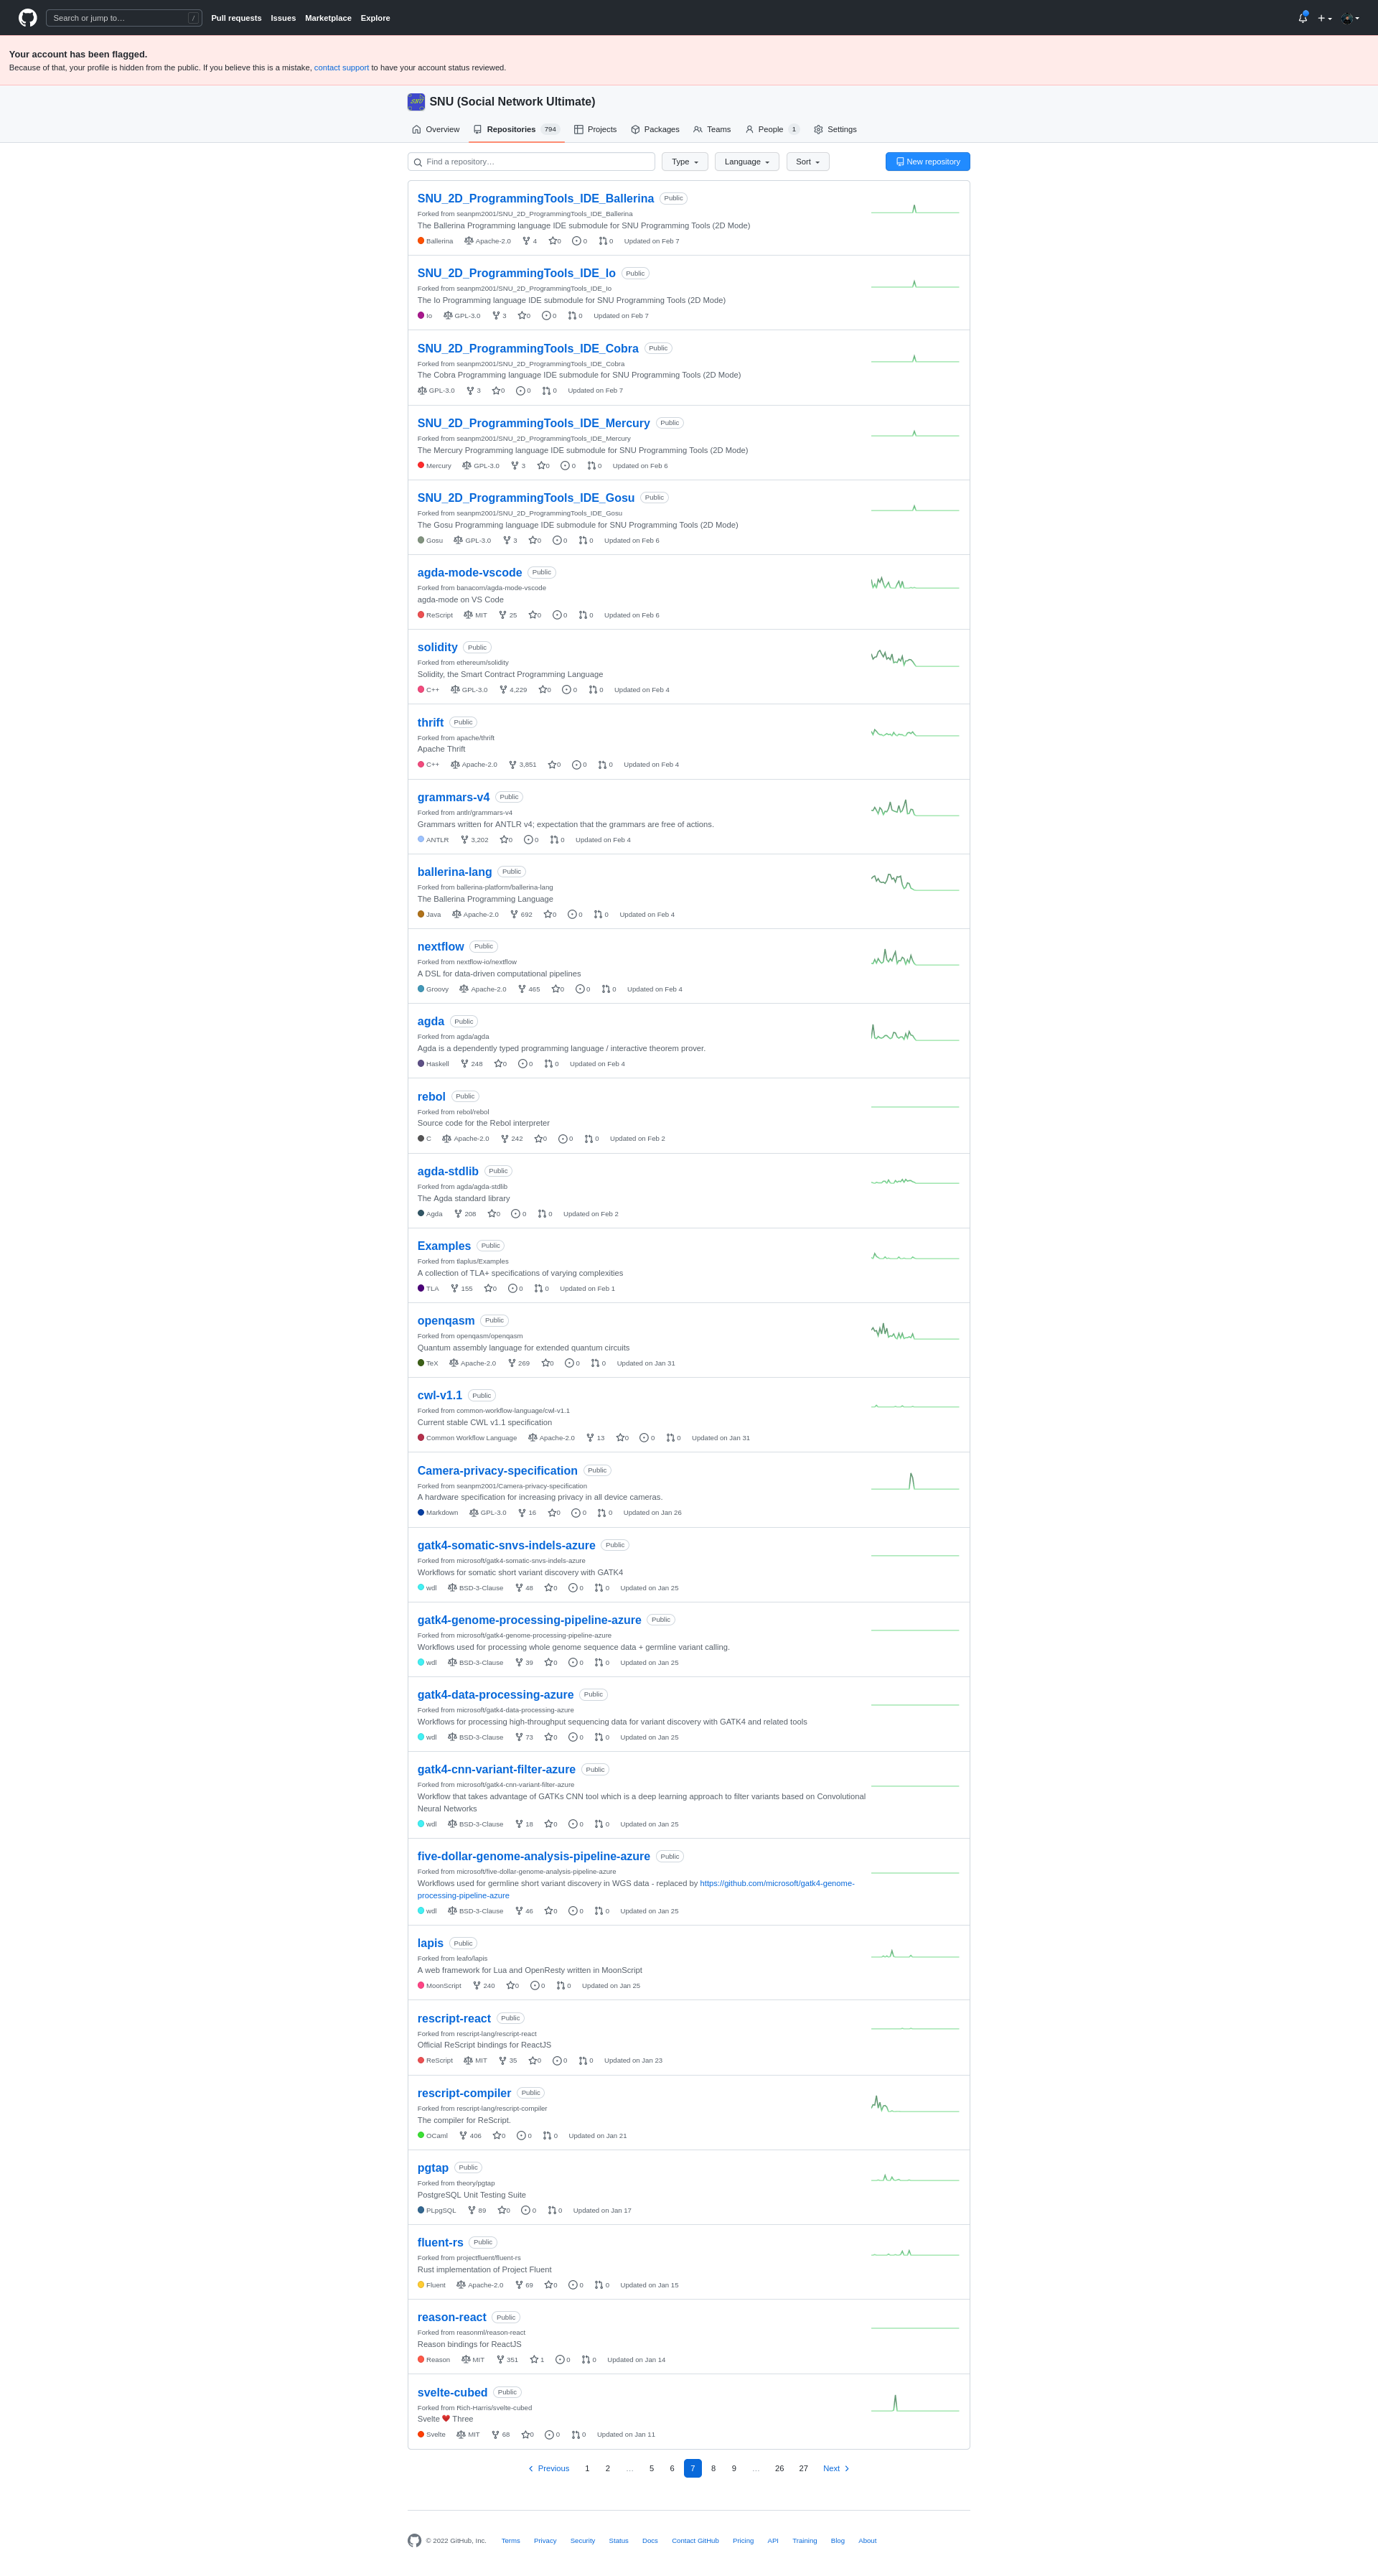 Search or jump to… /
Pull requests Issues Marketplace Explore
Your account has been flagged.
Because of that, your profile is hidden from the public. If you believe this is a mistake, contact support to have your account status reviewed.
SNU (Social Network Ultimate)
Overview Repositories 794 Projects Packages Teams People 1 Settings
Find a repository… Type Language Sort New repository
SNU_2D_ProgrammingTools_IDE_Ballerina Public
Forked from seanpm2001/SNU_2D_ProgrammingTools_IDE_Ballerina
The Ballerina Programming language IDE submodule for SNU Programming Tools (2D Mode)
Ballerina Apache-2.0 4 0 0 0 Updated on Feb 7
SNU_2D_ProgrammingTools_IDE_Io Public
Forked from seanpm2001/SNU_2D_ProgrammingTools_IDE_Io
The Io Programming language IDE submodule for SNU Programming Tools (2D Mode)
Io GPL-3.0 3 0 0 0 Updated on Feb 7
SNU_2D_ProgrammingTools_IDE_Cobra Public
Forked from seanpm2001/SNU_2D_ProgrammingTools_IDE_Cobra
The Cobra Programming language IDE submodule for SNU Programming Tools (2D Mode)
GPL-3.0 3 0 0 0 Updated on Feb 7
SNU_2D_ProgrammingTools_IDE_Mercury Public
Forked from seanpm2001/SNU_2D_ProgrammingTools_IDE_Mercury
The Mercury Programming language IDE submodule for SNU Programming Tools (2D Mode)
Mercury GPL-3.0 3 0 0 0 Updated on Feb 6
SNU_2D_ProgrammingTools_IDE_Gosu Public
Forked from seanpm2001/SNU_2D_ProgrammingTools_IDE_Gosu
The Gosu Programming language IDE submodule for SNU Programming Tools (2D Mode)
Gosu GPL-3.0 3 0 0 0 Updated on Feb 6
agda-mode-vscode Public
Forked from banacorn/agda-mode-vscode
agda-mode on VS Code
ReScript MIT 25 0 0 0 Updated on Feb 6
solidity Public
Forked from ethereum/solidity
Solidity, the Smart Contract Programming Language
C++ GPL-3.0 4,229 0 0 0 Updated on Feb 4
thrift Public
Forked from apache/thrift
Apache Thrift
C++ Apache-2.0 3,851 0 0 0 Updated on Feb 4
grammars-v4 Public
Forked from antlr/grammars-v4
Grammars written for ANTLR v4; expectation that the grammars are free of actions.
ANTLR 3,202 0 0 0 Updated on Feb 4
ballerina-lang Public
Forked from ballerina-platform/ballerina-lang
The Ballerina Programming Language
Java Apache-2.0 692 0 0 0 Updated on Feb 4
nextflow Public
Forked from nextflow-io/nextflow
A DSL for data-driven computational pipelines
Groovy Apache-2.0 465 0 0 0 Updated on Feb 4
agda Public
Forked from agda/agda
Agda is a dependently typed programming language / interactive theorem prover.
Haskell 248 0 0 0 Updated on Feb 4
rebol Public
Forked from rebol/rebol
Source code for the Rebol interpreter
C Apache-2.0 242 0 0 0 Updated on Feb 2
agda-stdlib Public
Forked from agda/agda-stdlib
The Agda standard library
Agda 208 0 0 0 Updated on Feb 2
Examples Public
Forked from tlaplus/Examples
A collection of TLA+ specifications of varying complexities
TLA 155 0 0 0 Updated on Feb 1
openqasm Public
Forked from openqasm/openqasm
Quantum assembly language for extended quantum circuits
TeX Apache-2.0 269 0 0 0 Updated on Jan 31
cwl-v1.1 Public
Forked from common-workflow-language/cwl-v1.1
Current stable CWL v1.1 specification
Common Workflow Language Apache-2.0 13 0 0 0 Updated on Jan 31
Camera-privacy-specification Public
Forked from seanpm2001/Camera-privacy-specification
A hardware specification for increasing privacy in all device cameras.
Markdown GPL-3.0 16 0 0 0 Updated on Jan 26
gatk4-somatic-snvs-indels-azure Public
Forked from microsoft/gatk4-somatic-snvs-indels-azure
Workflows for somatic short variant discovery with GATK4
wdl BSD-3-Clause 48 0 0 0 Updated on Jan 25
gatk4-genome-processing-pipeline-azure Public
Forked from microsoft/gatk4-genome-processing-pipeline-azure
Workflows used for processing whole genome sequence data + germline variant calling.
wdl BSD-3-Clause 39 0 0 0 Updated on Jan 25
gatk4-data-processing-azure Public
Forked from microsoft/gatk4-data-processing-azure
Workflows for processing high-throughput sequencing data for variant discovery with GATK4 and related tools
wdl BSD-3-Clause 73 0 0 0 Updated on Jan 25
gatk4-cnn-variant-filter-azure Public
Forked from microsoft/gatk4-cnn-variant-filter-azure
Workflow that takes advantage of GATKs CNN tool which is a deep learning approach to filter variants based on Convolutional
Neural Networks
wdl BSD-3-Clause 18 0 0 0 Updated on Jan 25
five-dollar-genome-analysis-pipeline-azure Public
Forked from microsoft/five-dollar-genome-analysis-pipeline-azure
Workflows used for germline short variant discovery in WGS data - replaced by https://github.com/microsoft/gatk4-genome-
processing-pipeline-azure
wdl BSD-3-Clause 46 0 0 0 Updated on Jan 25
lapis Public
Forked from leafo/lapis
A web framework for Lua and OpenResty written in MoonScript
MoonScript 240 0 0 0 Updated on Jan 25
rescript-react Public
Forked from rescript-lang/rescript-react
Official ReScript bindings for ReactJS
ReScript MIT 35 0 0 0 Updated on Jan 23
rescript-compiler Public
Forked from rescript-lang/rescript-compiler
The compiler for ReScript.
OCaml 406 0 0 0 Updated on Jan 21
pgtap Public
Forked from theory/pgtap
PostgreSQL Unit Testing Suite
PLpgSQL 89 0 0 0 Updated on Jan 17
fluent-rs Public
Forked from projectfluent/fluent-rs
Rust implementation of Project Fluent
Fluent Apache-2.0 69 0 0 0 Updated on Jan 15
reason-react Public
Forked from reasonml/reason-react
Reason bindings for ReactJS
Reason MIT 351 1 0 0 Updated on Jan 14
svelte-cubed Public
Forked from Rich-Harris/svelte-cubed
Svelte ❤ Three
Svelte MIT 68 0 0 0 Updated on Jan 11
Previous 1 2 … 5 6 7 8 9 … 26 27 Next
© 2022 GitHub, Inc. Terms Privacy Security Status Docs Contact GitHub Pricing API Training Blog About